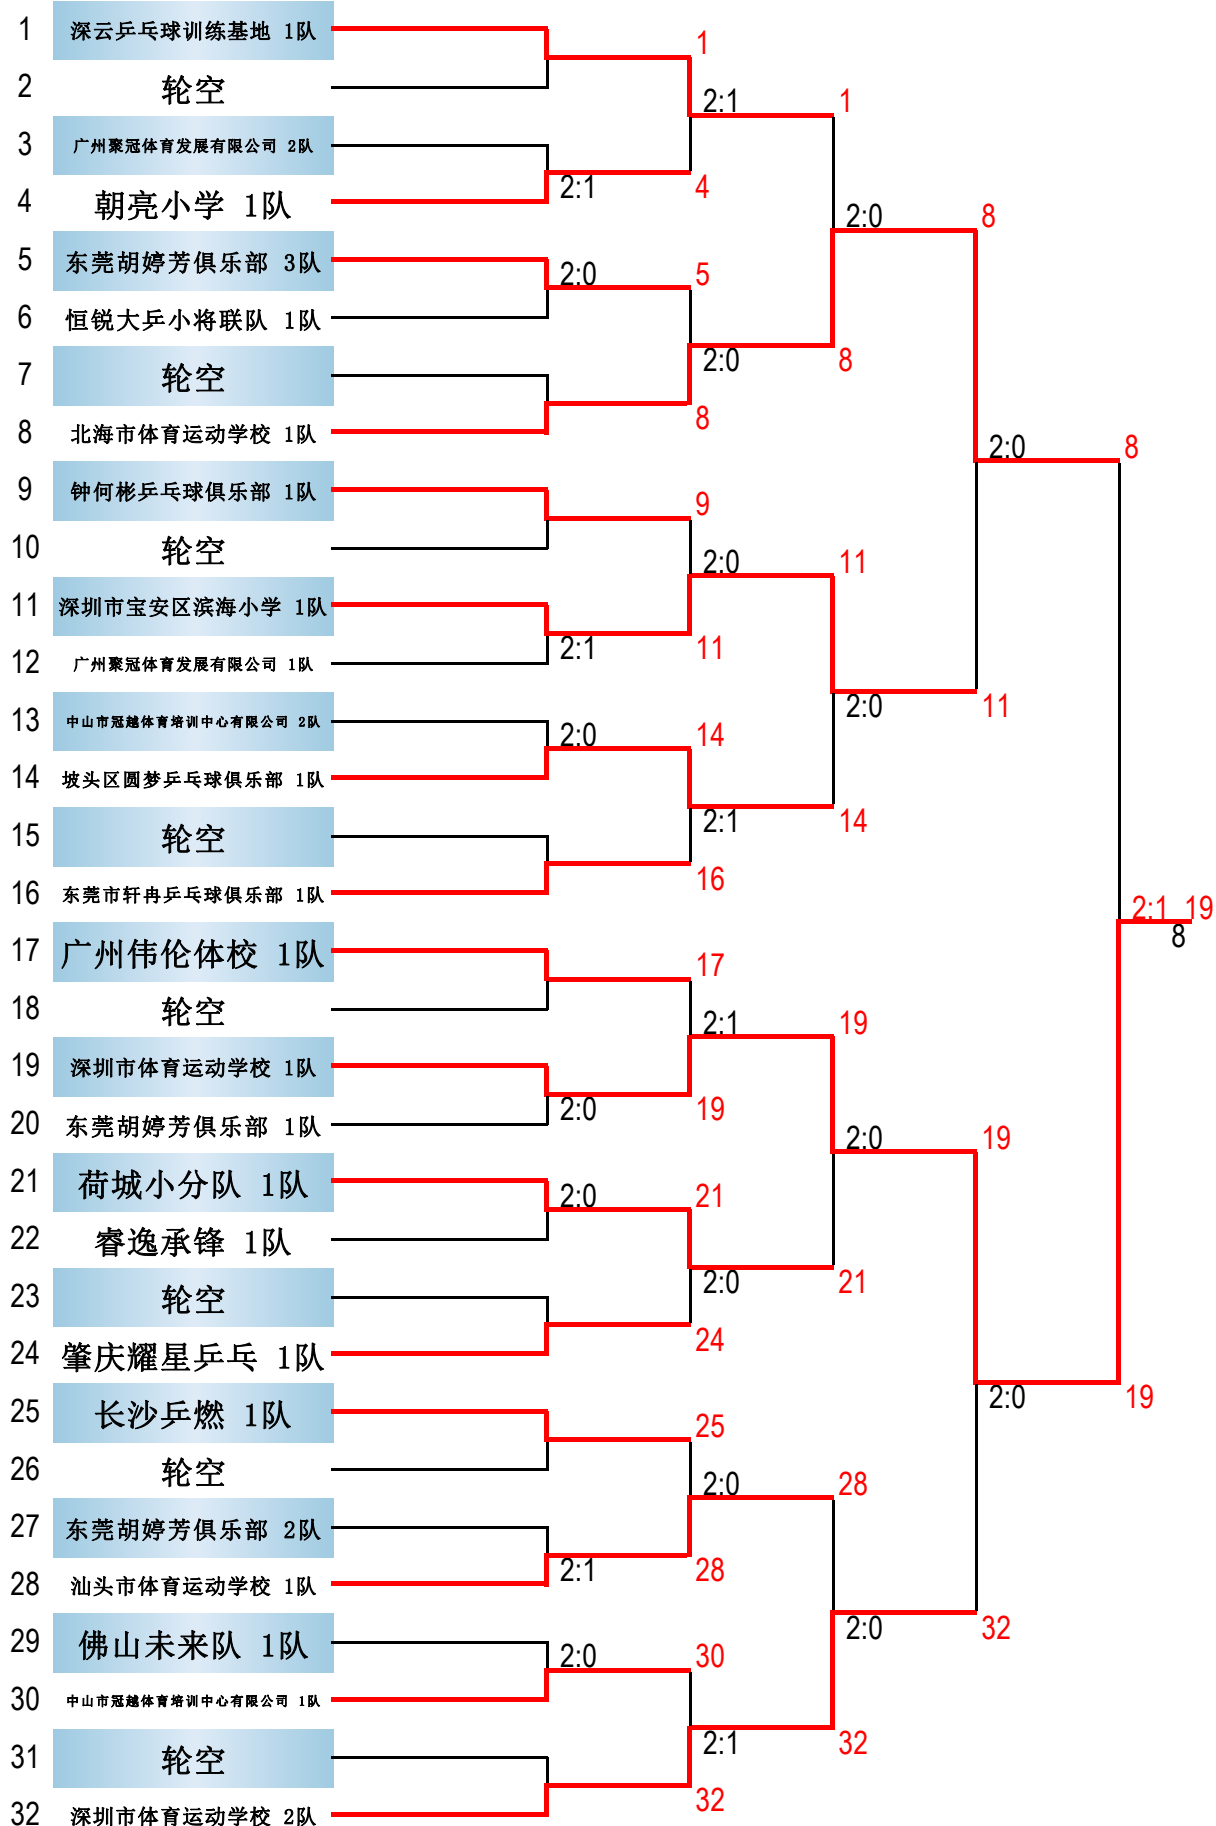 1 深云乒乓球训练基地 1队
1
2 轮空
2:1 1
3 广州聚冠体育发展有限公司 2队
2:1 4
4 朝亮小学 1队
2:0 8
5 东莞胡婷芳俱乐部 3队
2:0 5
6 恒锐大乒小将联队 1队
2:0 8
7 轮空
8
8 北海市体育运动学校 1队
2:0 8
9 钟何彬乒乓球俱乐部 1队
9
10 轮空
2:0 11
11 深圳市宝安区滨海小学 1队
2:1 11
12 广州聚冠体育发展有限公司 1队
2:0 11
13 中山市冠越体育培训中心有限公司 2队
2:0 14
14 坡头区圆梦乒乓球俱乐部 1队
2:1 14
15 轮空
16
16 东莞市轩冉乒乓球俱乐部 1队
2:1 19
8
17 广州伟伦体校 1队
17
18 轮空
2:1 19
19 深圳市体育运动学校 1队
2:0 19
20 东莞胡婷芳俱乐部 1队
2:0 19
21 荷城小分队 1队
2:0 21
22 睿逸承锋 1队
2:0 21
23 轮空
24
24 肇庆耀星乒乓 1队
2:0 19
25 长沙乒燃 1队
25
26 轮空
2:0 28
27 东莞胡婷芳俱乐部 2队
2:1 28
28 汕头市体育运动学校 1队
2:0 32
29 佛山未来队 1队
2:0 30
30 中山市冠越体育培训中心有限公司 1队
2:1 32
31 轮空
32
32 深圳市体育运动学校 2队